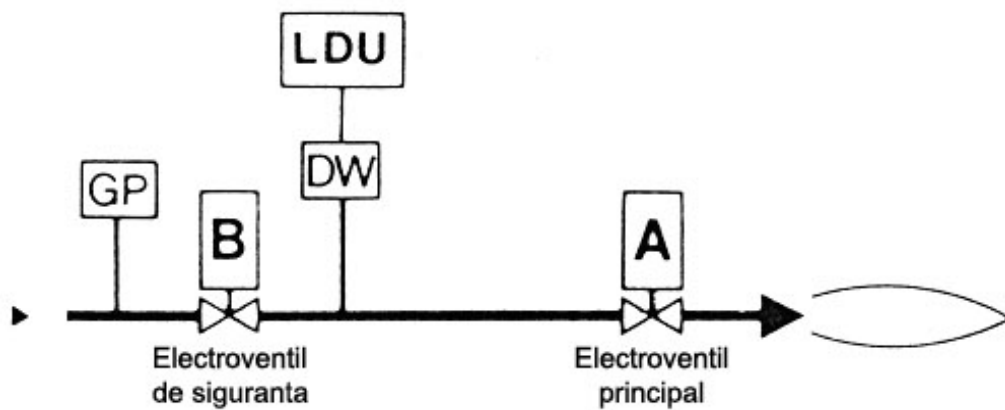 LDU
GP
DW
B
A
Electroventil
de siguranta
Electroventil
principal